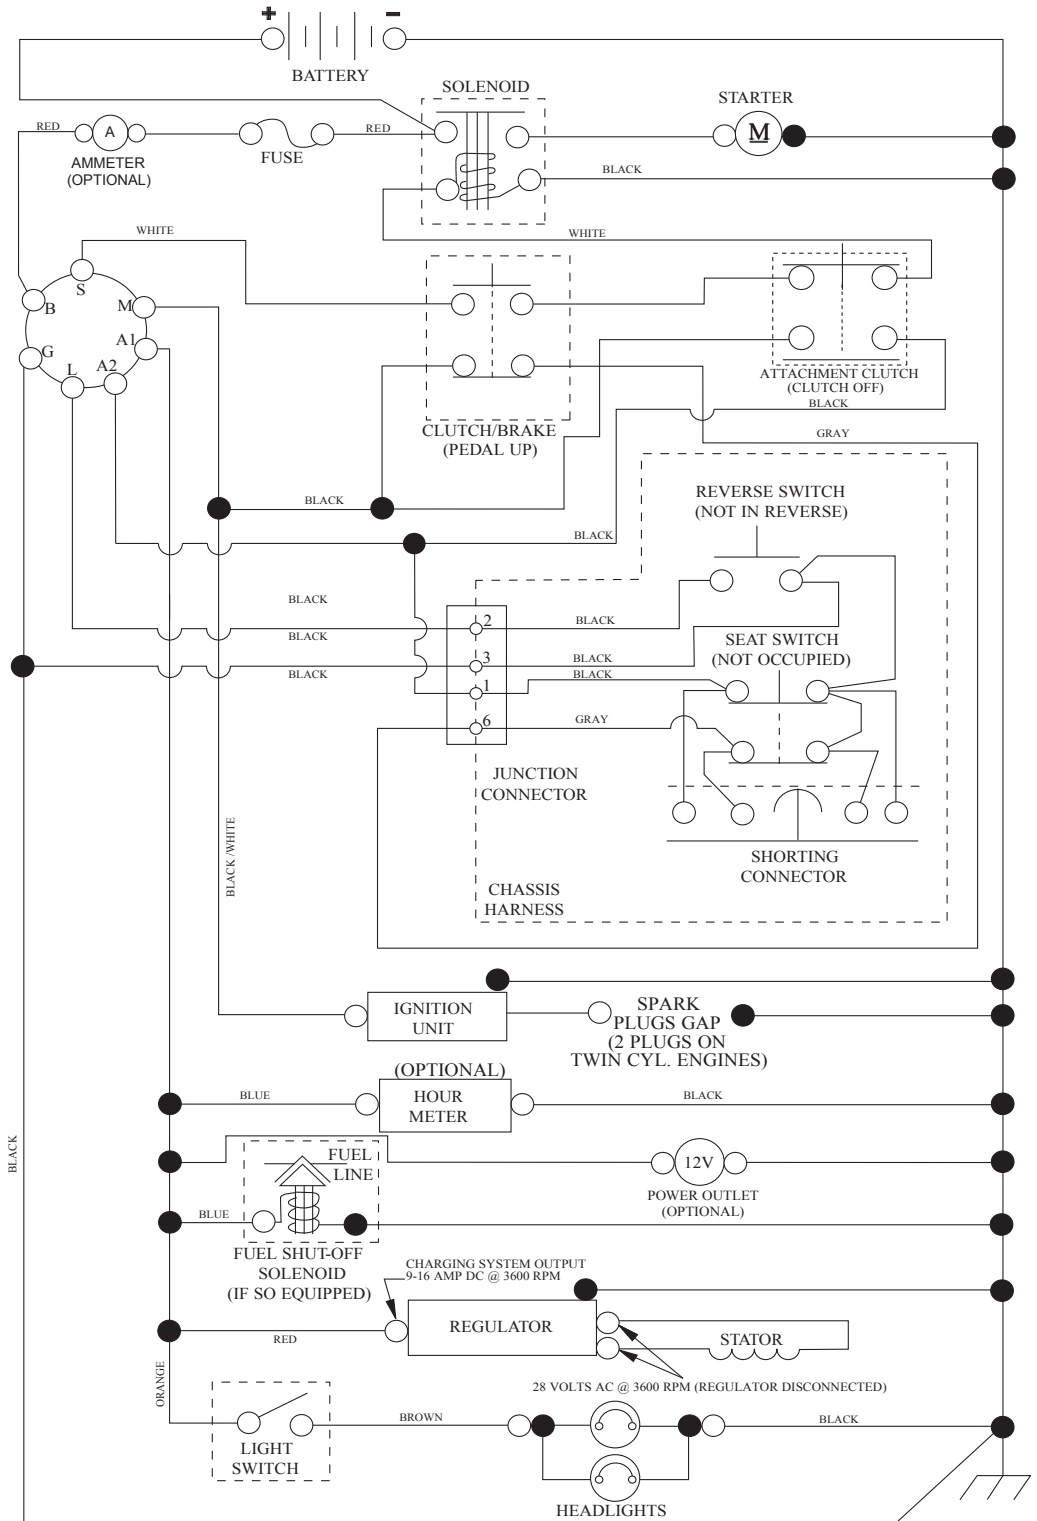 + −
BATTERY
SOLENOID
STARTER
RED
A
RED
M
AMMETER
(OPTIONAL)
FUSE
BLACK
WHITE
WHITE
S
B
M
A1
G
L
A2
ATTACHMENT CLUTCH
(CLUTCH OFF)
BLACK
CLUTCH/BRAKE
(PEDAL UP)
GRAY
REVERSE SWITCH
(NOT IN REVERSE)
BLACK
BLACK
BLACK
2
BLACK
BLACK
SEAT SWITCH
(NOT OCCUPIED)
3
BLACK
BLACK
1
BLACK
6
GRAY
JUNCTION
CONNECTOR
BLACK /WHITE
SHORTING
CONNECTOR
CHASSIS
HARNESS
IGNITION
UNIT
SPARK
PLUGS GAP
(2 PLUGS ON
TWIN CYL. ENGINES)
(OPTIONAL)
HOUR
METER
BLUE
BLACK
BLACK
FUEL
LINE
12V
POWER OUTLET
(OPTIONAL)
BLUE
FUEL SHUT-OFF
SOLENOID
(IF SO EQUIPPED)
CHARGING SYSTEM OUTPUT
9-16 AMP DC @ 3600 RPM
REGULATOR
STATOR
RED
28 VOLTS AC @ 3600 RPM (REGULATOR DISCONNECTED)
ORANGE
BROWN
BLACK
LIGHT
SWITCH
HEADLIGHTS